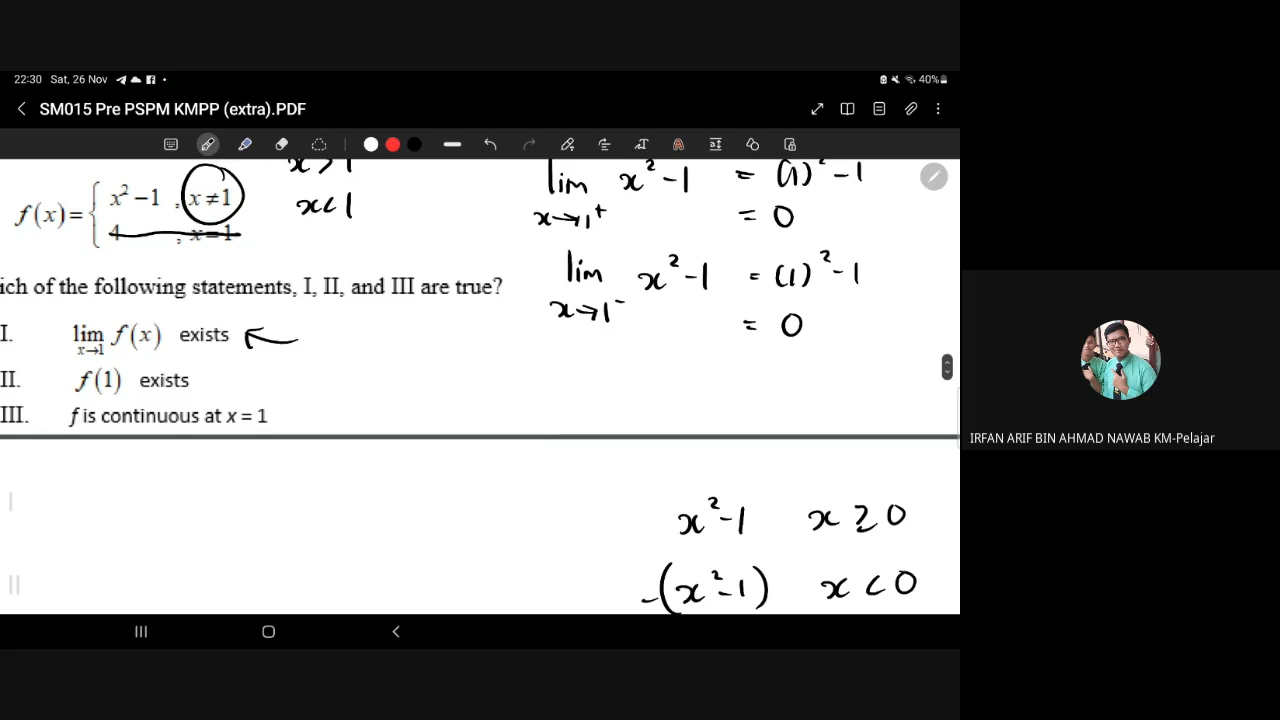 22:30 Sat, 26 Nov 40%
SM015 Pre PSPM KMPP (extra).PDF
x > 1
x < 1
f(x) = { x² − 1 , x ≠ 1
4 , x = 1
lim x→1⁺ x² − 1 = (1)² − 1
= 0
lim x→1⁻ x² − 1 = (1)² − 1
= 0
ich of the following statements, I, II, and III are true?
I. lim x→1 f(x) exists
II. f(1) exists
III. f is continuous at x = 1
x² − 1 x ≥ 0
−(x² − 1) x < 0
IRFAN ARIF BIN AHMAD NAWAB KM-Pelajar